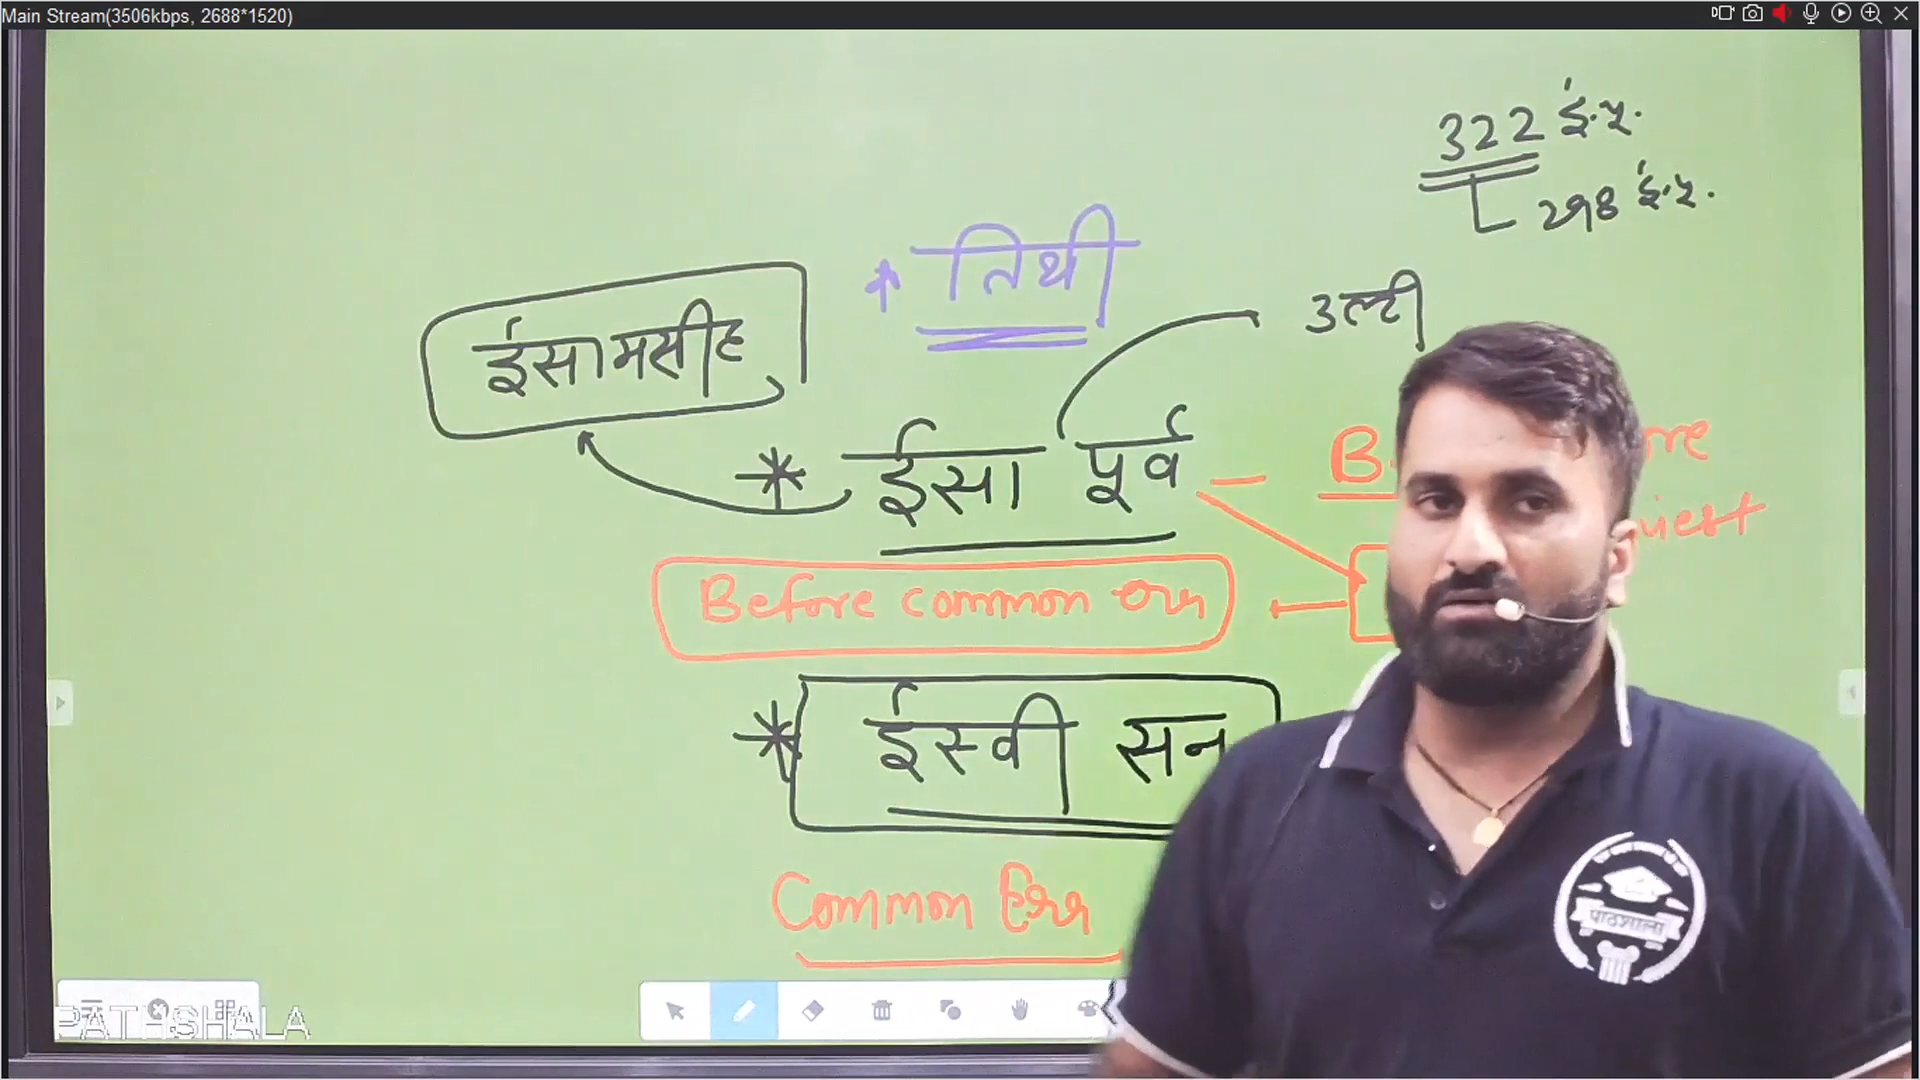 Main Stream(3506kbps, 2688*1520)
322 ई.पू.
298 ई.पू.
* तिथी
ईसामसीह
उल्टी
* ईसा पूर्व
Before common era
* ईस्वी सन
Common Era
पाठशाला
PATHSHALA